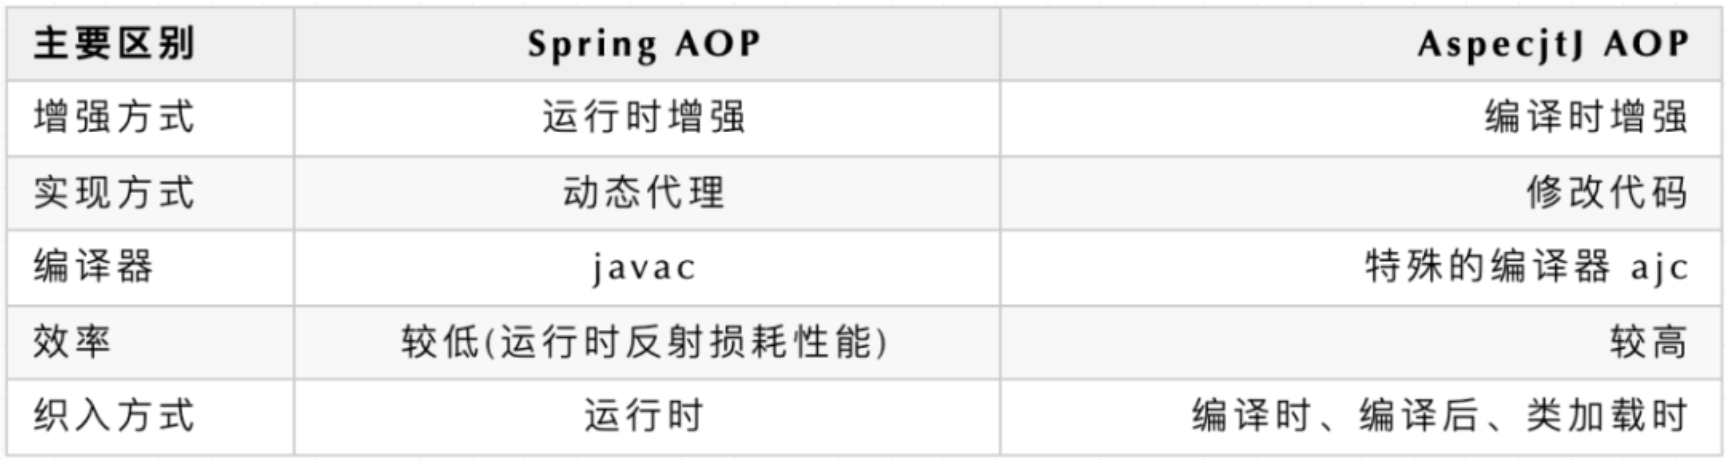 主要区别 Spring AOP AspecjtJ AOP
增强方式 运行时增强 编译时增强
实现方式 动态代理 修改代码
编译器 javac 特殊的编译器 ajc
效率 较低(运行时反射损耗性能) 较高
织入方式 运行时 编译时、编译后、类加载时